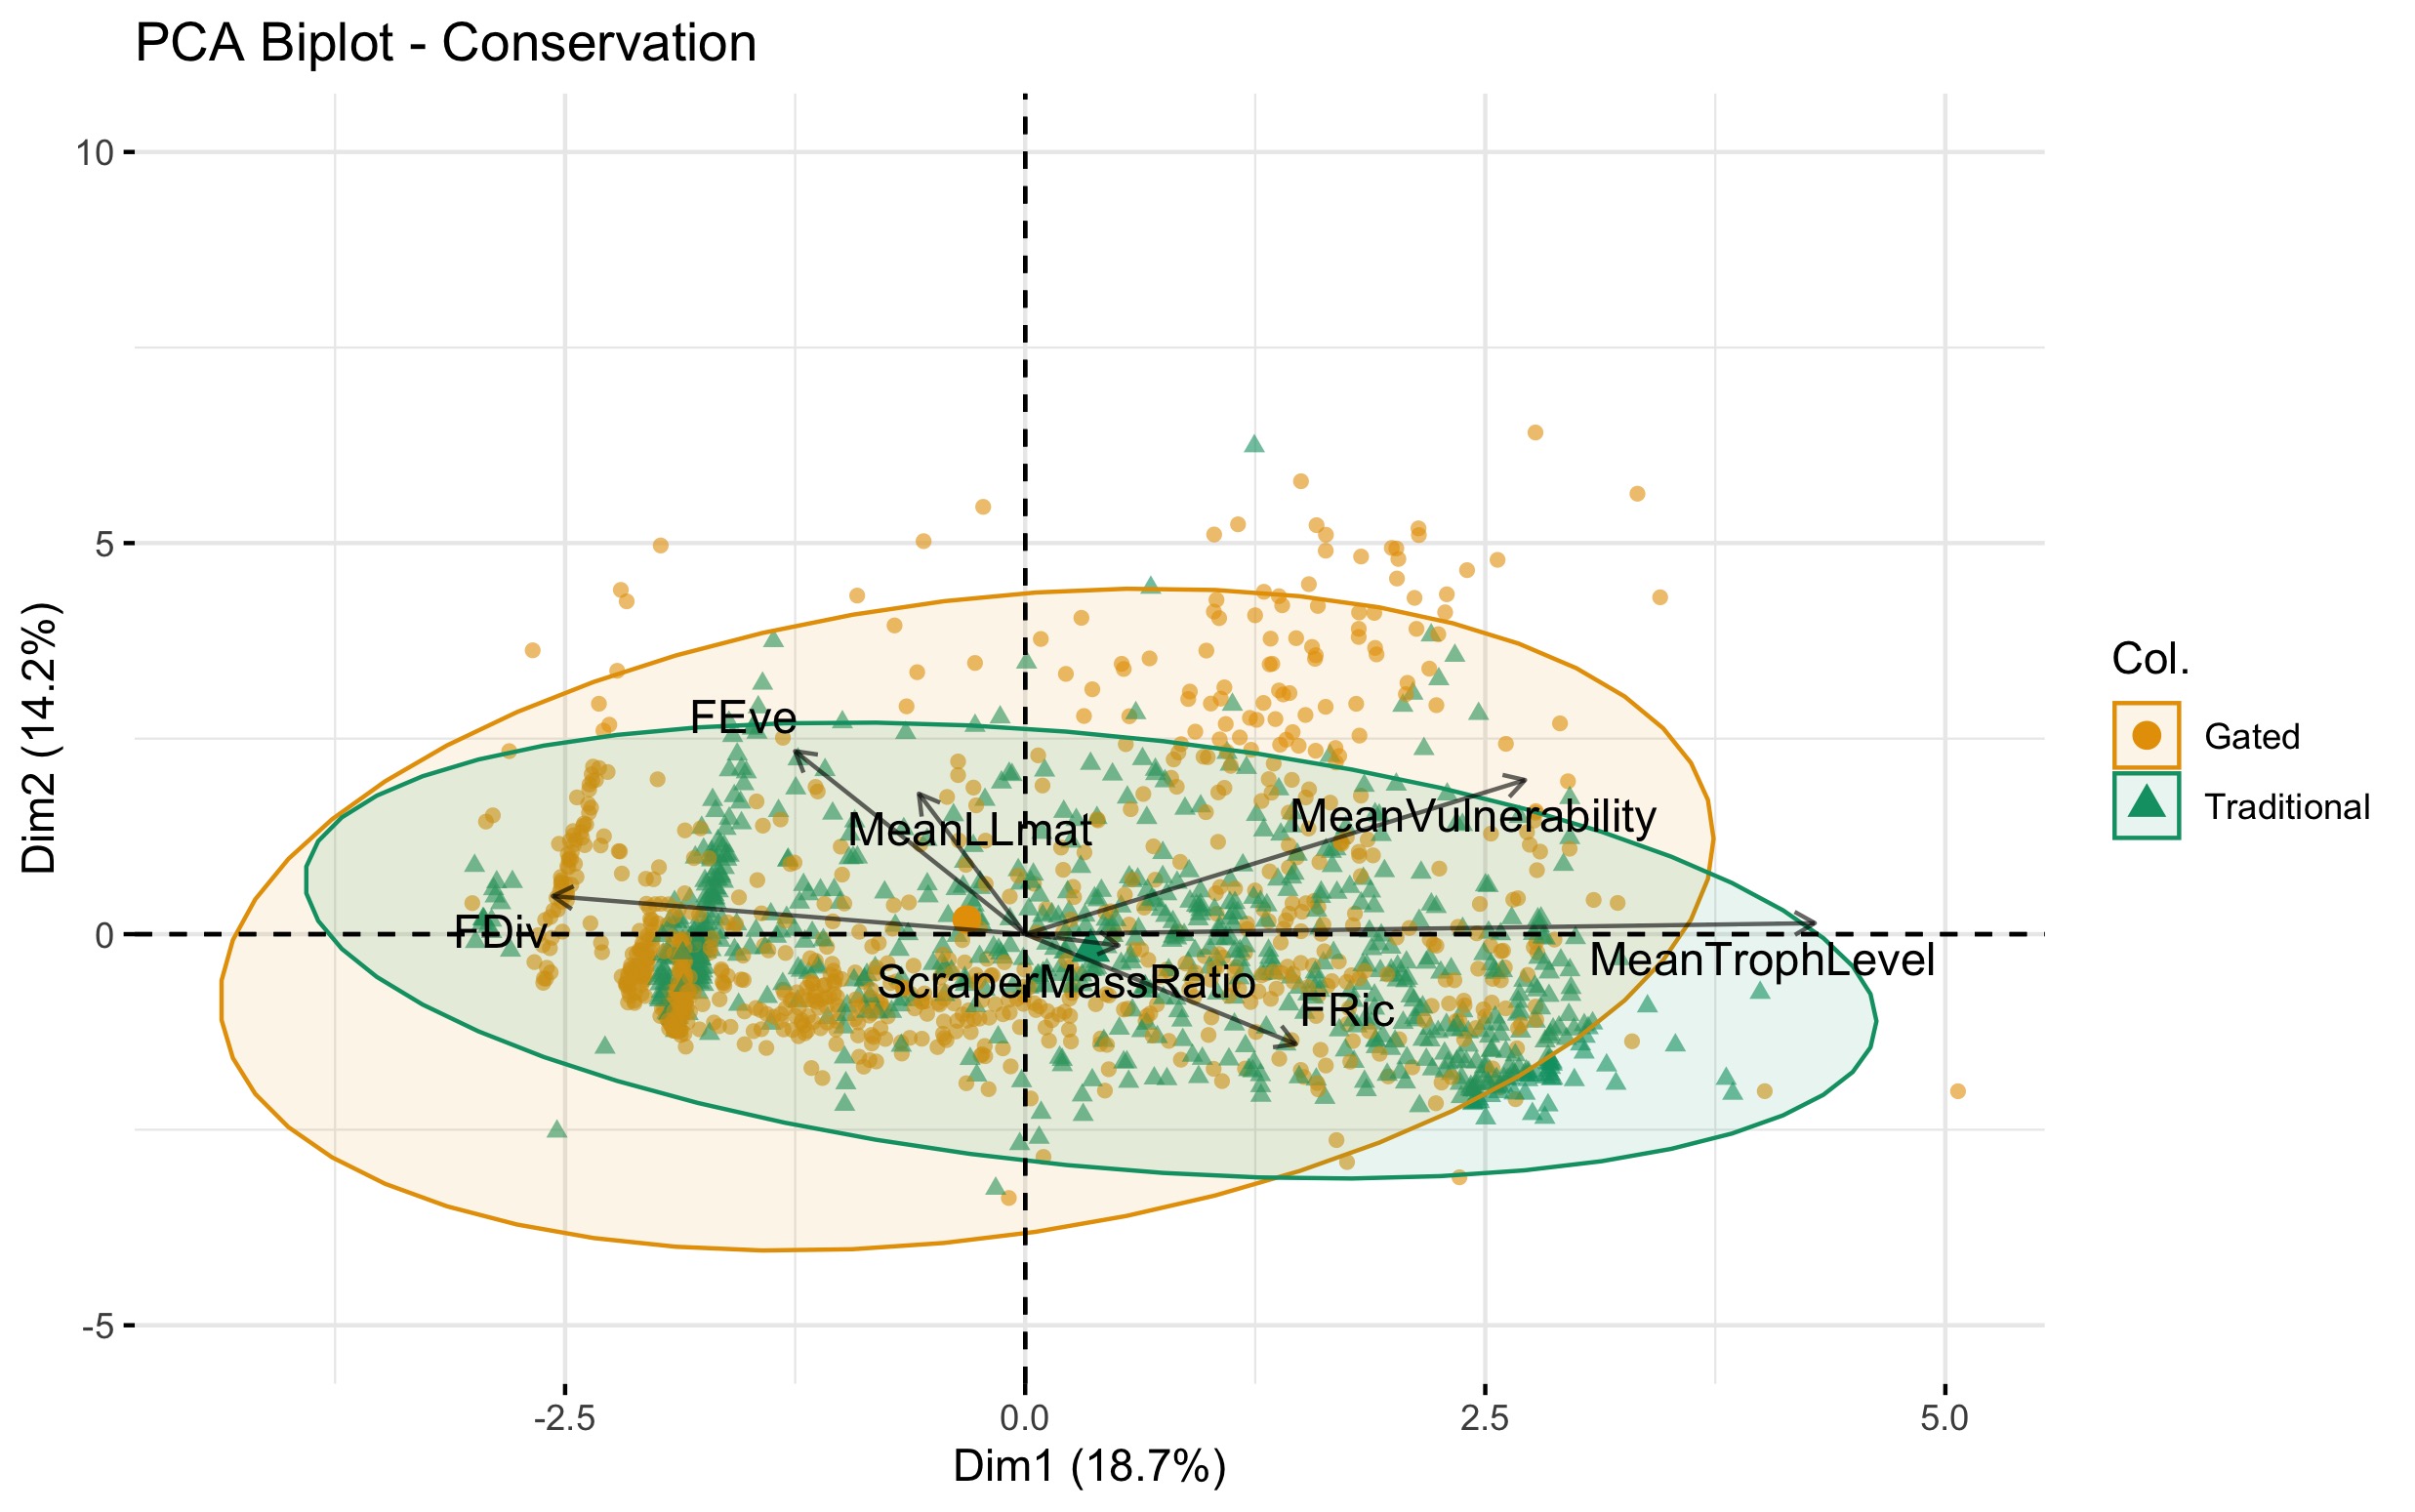 PCA Biplot - Conservation
10
5
0
-5
Dim2 (14.2%)
FEve
MeanLLmat
MeanVulnerability
FDiv
MeanTrophLevel
ScraperMassRatio
FRic
-2.5
0.0
2.5
5.0
Dim1 (18.7%)
Col.
Gated
Traditional